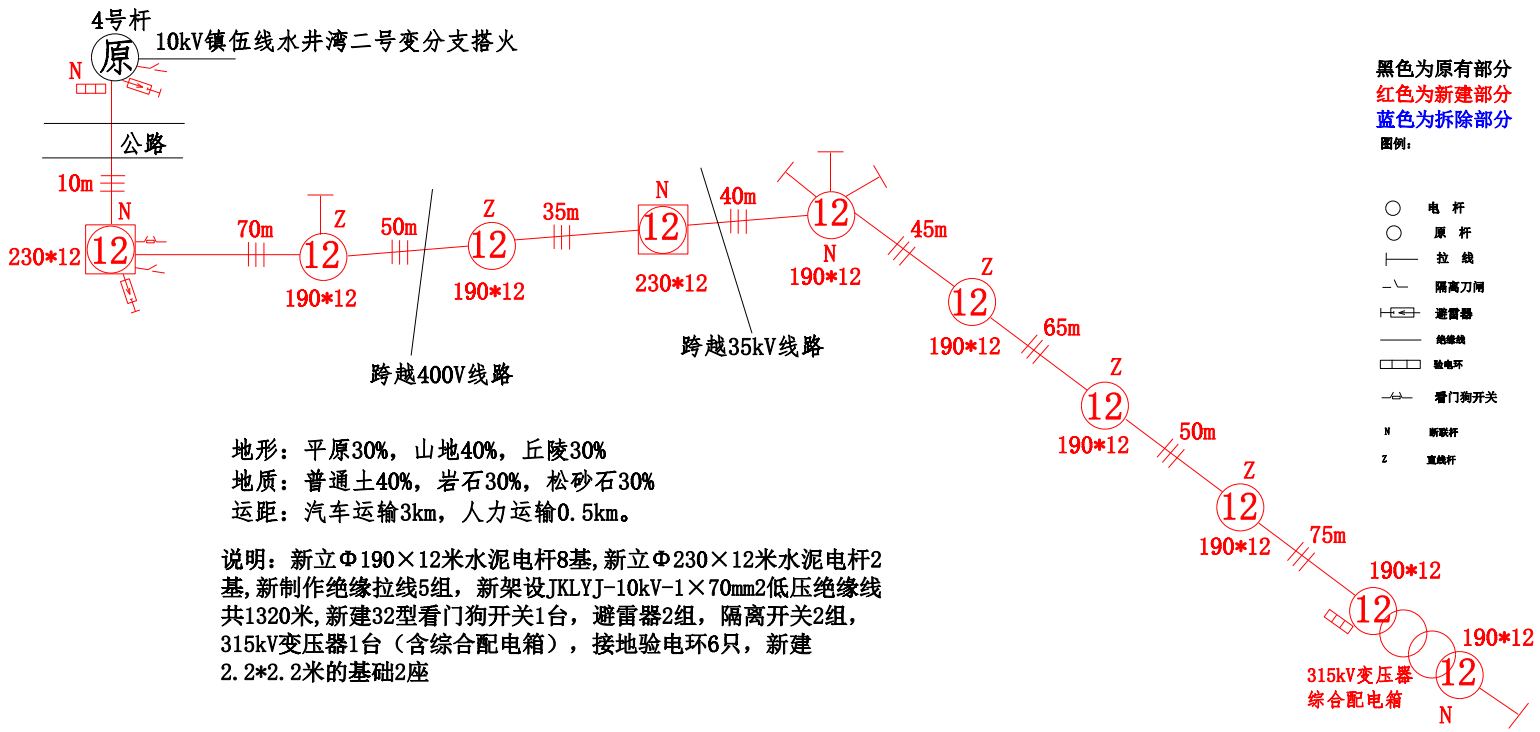 4号杆
原
10kV镇伍线水井湾二号变分支搭火
N
公路
10m
N
12
230*12
70m
Z
12
190*12
50m
跨越400V线路
Z
12
190*12
35m
N
12
230*12
40m
跨越35kV线路
12
N
190*12
45m
Z
12
190*12
65m
Z
12
190*12
50m
Z
12
190*12
75m
190*12
12
190*12
12
N
315kV变压器
综合配电箱
黑色为原有部分
红色为新建部分
蓝色为拆除部分
图例:
电 杆
原 杆
拉 线
隔离刀闸
避雷器
绝缘线
验电环
看门狗开关
N 断联杆
Z 直线杆
地形：平原30%，山地40%，丘陵30%
地质：普通土40%，岩石30%，松砂石30%
运距：汽车运输3km，人力运输0.5km。
说明：新立Φ190×12米水泥电杆8基,新立Φ230×12米水泥电杆2
基,新制作绝缘拉线5组，新架设JKLYJ-10kV-1×70mm2低压绝缘线
共1320米,新建32型看门狗开关1台，避雷器2组，隔离开关2组，
315kV变压器1台（含综合配电箱），接地验电环6只，新建
2.2*2.2米的基础2座